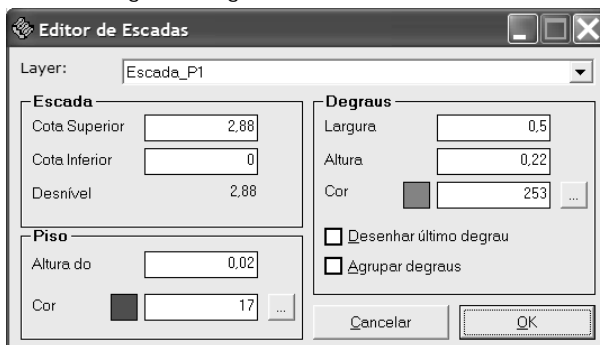 Editor de Escadas
Layer: Escada_P1
Escada
Cota Superior 2,88
Cota Inferior 0
Desnível 2,88
Piso
Altura do 0,02
Cor 17 ...
Degraus
Largura 0,5
Altura 0,22
Cor 253 ...
Desenhar último degrau
Agrupar degraus
Cancelar OK